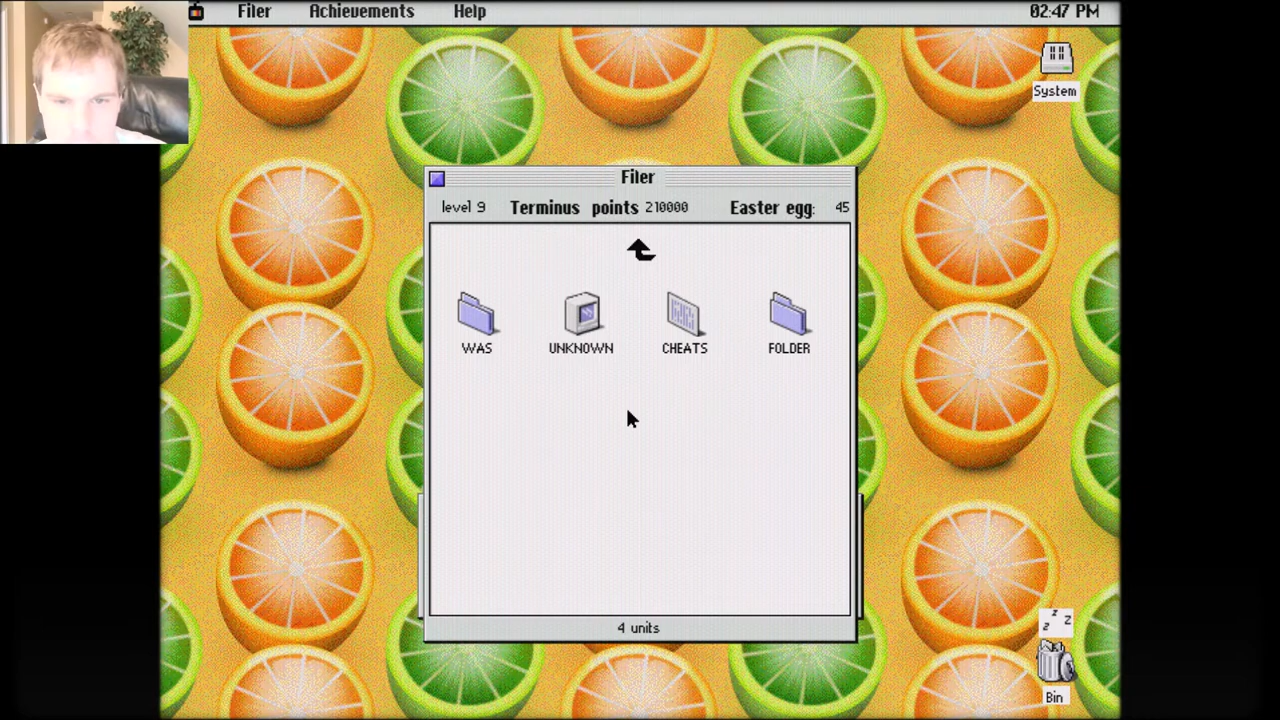 Filer Achievements Help 02:47 PM
System
Filer
level 9 Terminus points 210000 Easter egg: 45
WAS UNKNOWN CHEATS FOLDER
4 units
z z Z
Bin